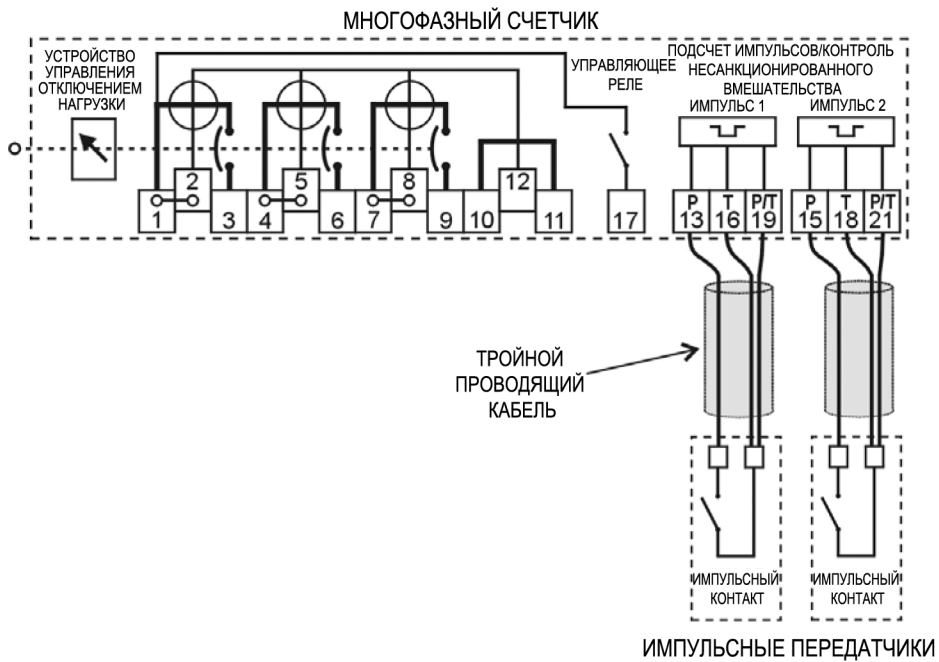 МНОГОФАЗНЫЙ СЧЕТЧИК
УСТРОЙСТВО
УПРАВЛЕНИЯ
ОТКЛЮЧЕНИЕМ
НАГРУЗКИ
УПРАВЛЯЮЩЕЕ
РЕЛЕ
ПОДСЧЕТ ИМПУЛЬСОВ/КОНТРОЛЬ
НЕСАНКЦИОНИРОВАННОГО
ВМЕШАТЕЛЬСТВА
ИМПУЛЬС 1
ИМПУЛЬС 2
2
5
8
12
1
3
4
6
7
9
10
11
17
P
T
P/T
13
16
19
P
T
P/T
15
18
21
ТРОЙНОЙ
ПРОВОДЯЩИЙ
КАБЕЛЬ
ИМПУЛЬСНЫЙ
КОНТАКТ
ИМПУЛЬСНЫЙ
КОНТАКТ
ИМПУЛЬСНЫЕ ПЕРЕДАТЧИКИ